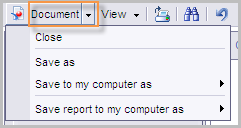 Document View
Close
Save as
Save to my computer as
Save report to my computer as